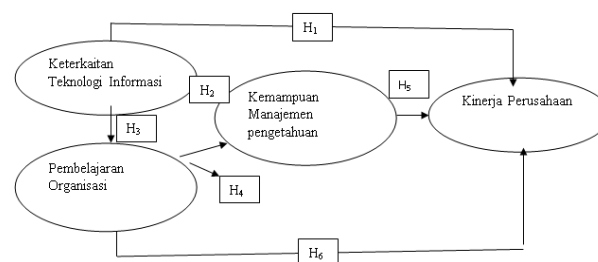 H1
Keterkaitan
Teknologi Informasi
H2
Kemampuan
Manajemen
pengetahuan
H5
Kinerja Perusahaan
H3
Pembelajaran
Organisasi
H4
H6